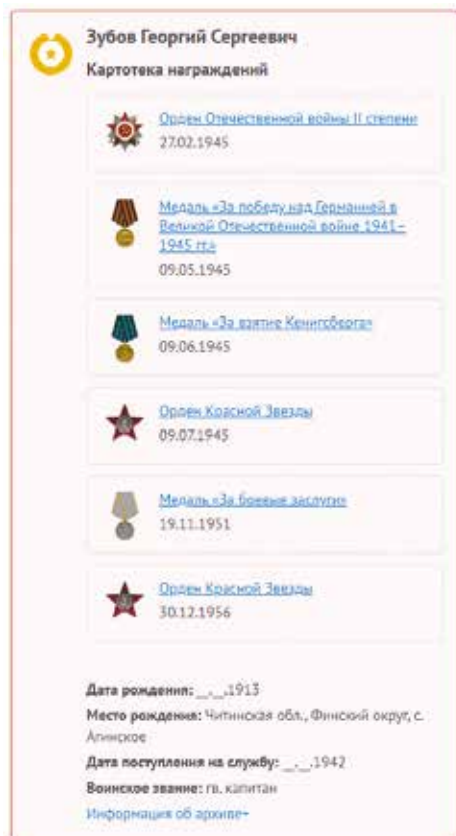 Зубов Георгий Сергеевич
Картотека награждений
Орден Отечественной войны II степени
27.02.1945
Медаль «За победу над Германией в
Великой Отечественной войне 1941–
1945 гг.»
09.05.1945
Медаль «За взятие Кенигсберга»
09.06.1945
Орден Красной Звезды
09.07.1945
Медаль «За боевые заслуги»
19.11.1951
Орден Красной Звезды
30.12.1956
Дата рождения: __.__.1913
Место рождения: Читинская обл., Финский округ, с.
Агинское
Дата поступления на службу: __.__.1942
Воинское звание: гв. капитан
Информация об архиве